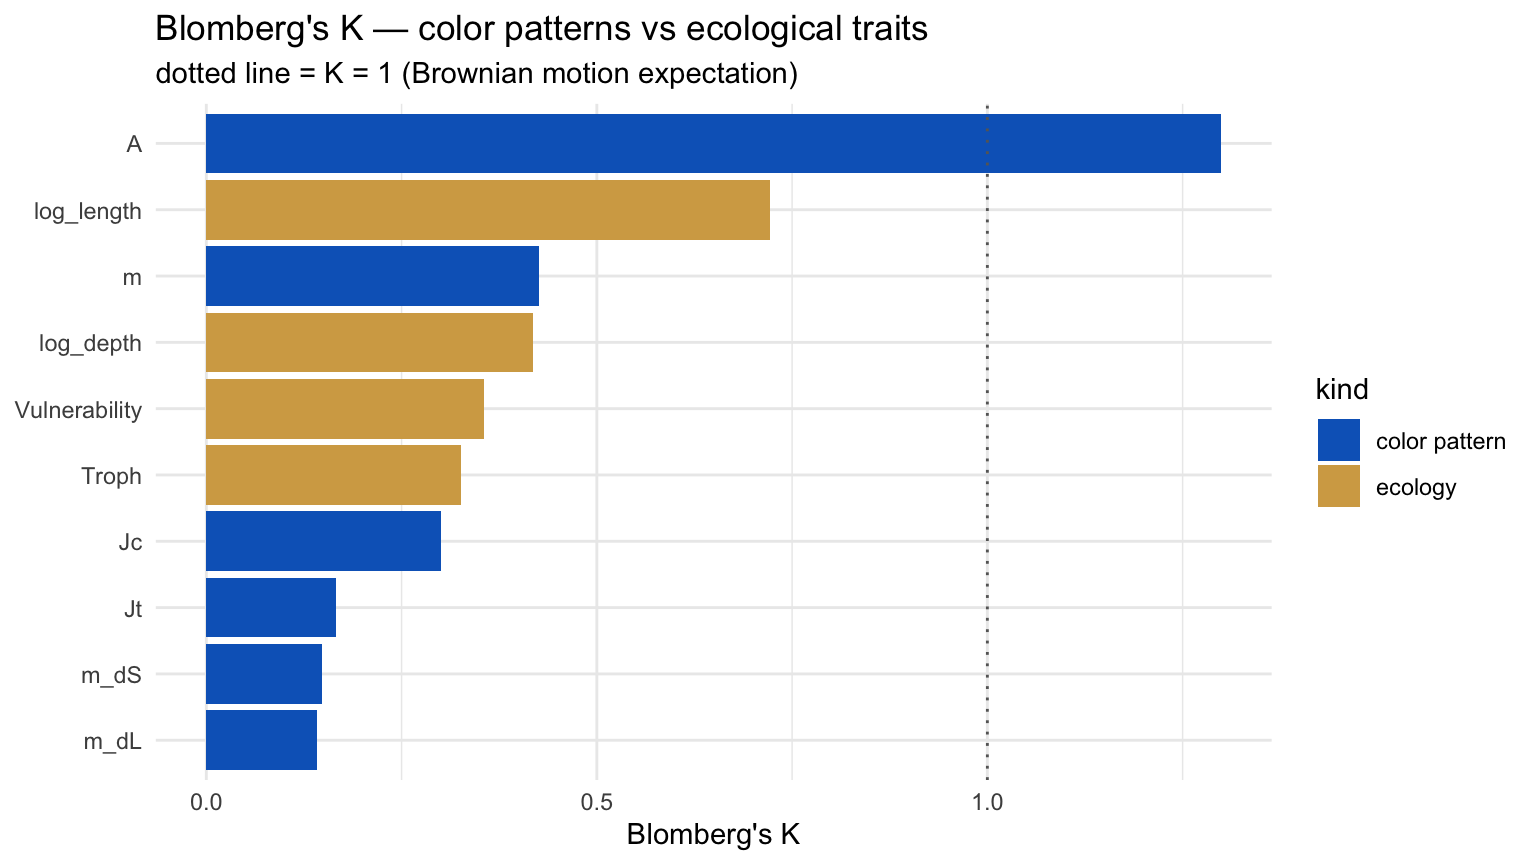 Blomberg's K — color patterns vs ecological traits
dotted line = K = 1 (Brownian motion expectation)
A
log_length
m
log_depth
Vulnerability
Troph
Jc
Jt
m_dS
m_dL
0.0
0.5
1.0
Blomberg's K
kind
color pattern
ecology